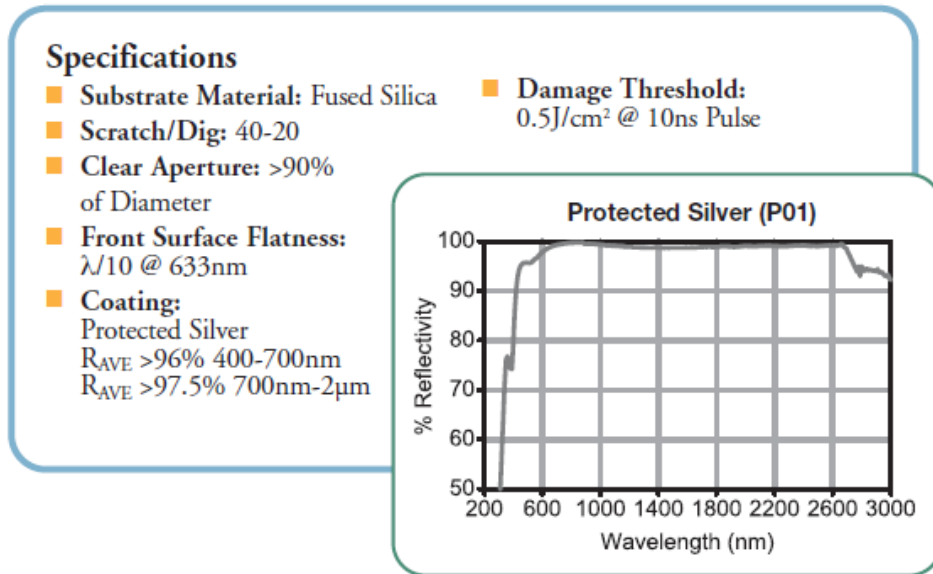 Specifications
Substrate Material: Fused Silica
Scratch/Dig: 40-20
Clear Aperture: >90%
of Diameter
Front Surface Flatness:
λ/10 @ 633nm
Coating:
Protected Silver
RAVE >96% 400-700nm
RAVE >97.5% 700nm-2μm
Damage Threshold:
0.5J/cm² @ 10ns Pulse
Protected Silver (P01)
% Reflectivity
100
90
80
70
60
50
200 600 1000 1400 1800 2200 2600 3000
Wavelength (nm)